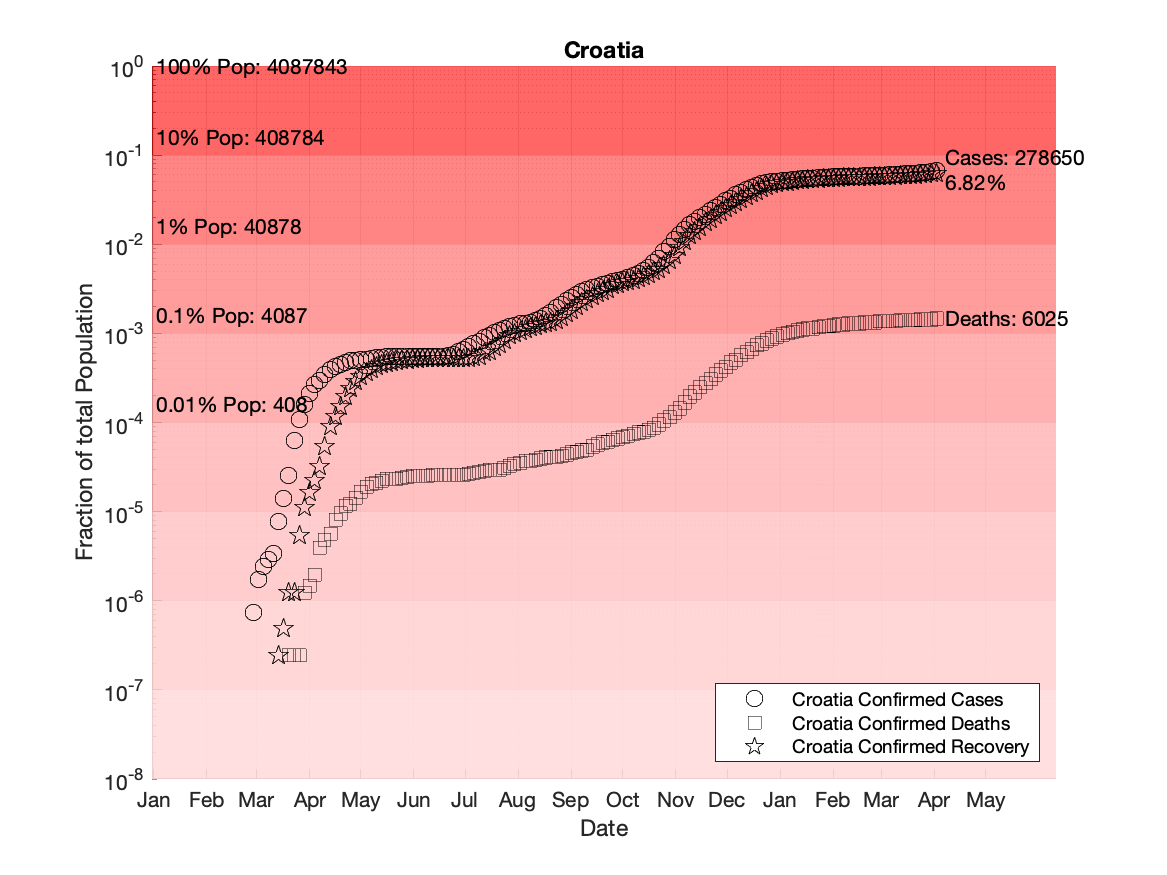 Croatia
10^0
100% Pop: 4087843
10% Pop: 408784
10^-1
Cases: 278650
6.82%
1% Pop: 40878
10^-2
0.1% Pop: 4087
Deaths: 6025
10^-3
0.01% Pop: 408
10^-4
10^-5
10^-6
10^-7
10^-8
Fraction of total Population
Croatia Confirmed Cases
Croatia Confirmed Deaths
Croatia Confirmed Recovery
Jan Feb Mar Apr May Jun Jul Aug Sep Oct Nov Dec Jan Feb Mar Apr May
Date